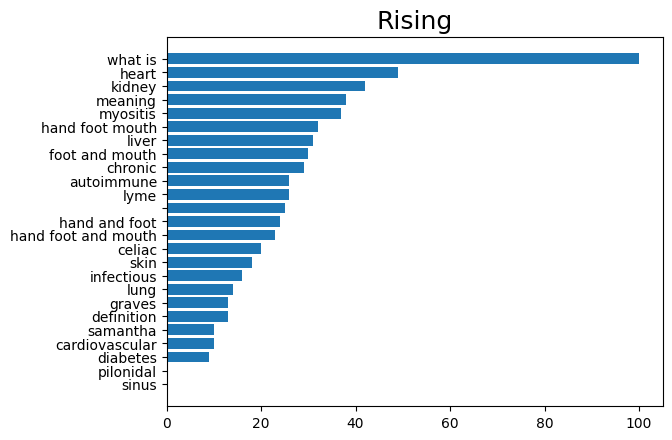 Rising
what is
heart
kidney
meaning
myositis
hand foot mouth
liver
foot and mouth
chronic
autoimmune
lyme
hand and foot
hand foot and mouth
celiac
skin
infectious
lung
graves
definition
samantha
cardiovascular
diabetes
pilonidal
sinus
0 20 40 60 80 100